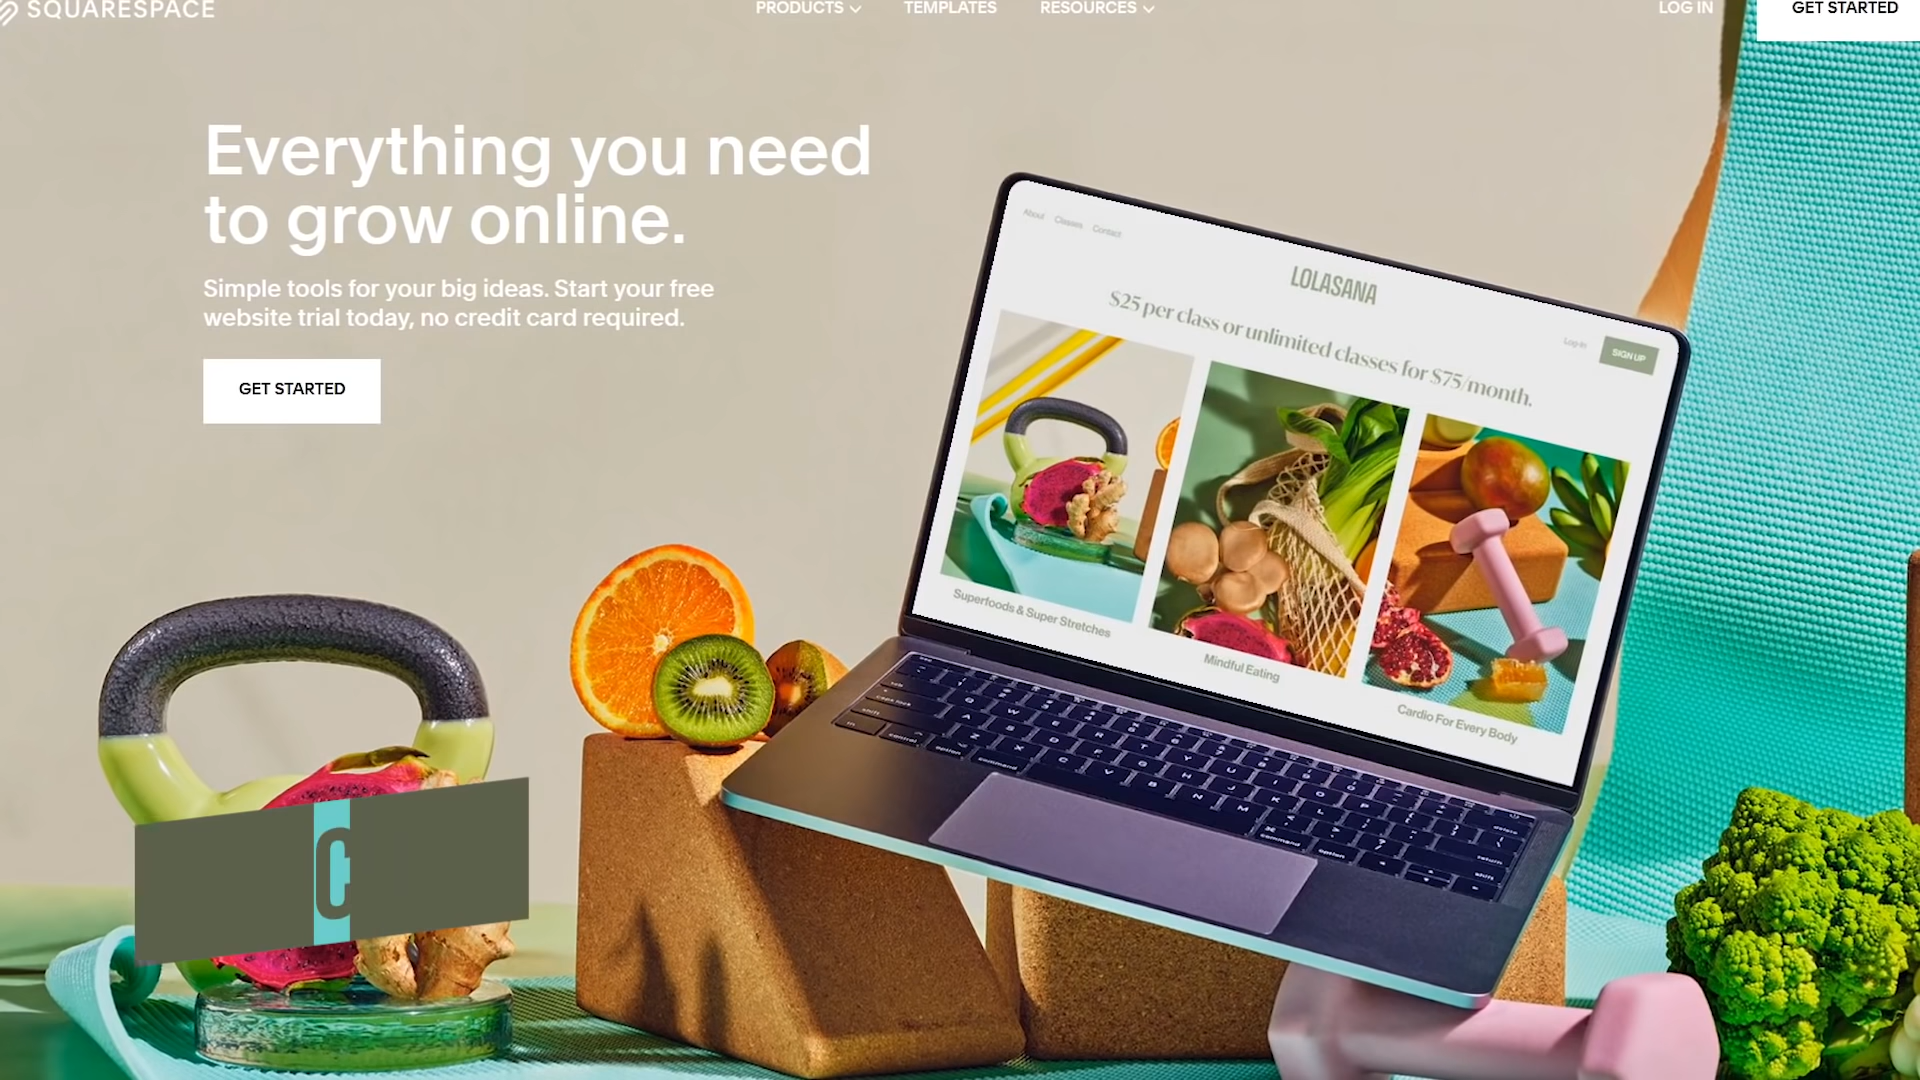 SQUARESPACE
PRODUCTS
TEMPLATES
RESOURCES
LOG IN
GET STARTED
Everything you need
to grow online.
Simple tools for your big ideas. Start your free
website trial today, no credit card required.
GET STARTED
About Classes Contact
LOLASANA
Log In
SIGN UP
$25 per class or unlimited classes for $75/month.
Superfoods & Super Stretches
Mindful Eating
Cardio For Every Body